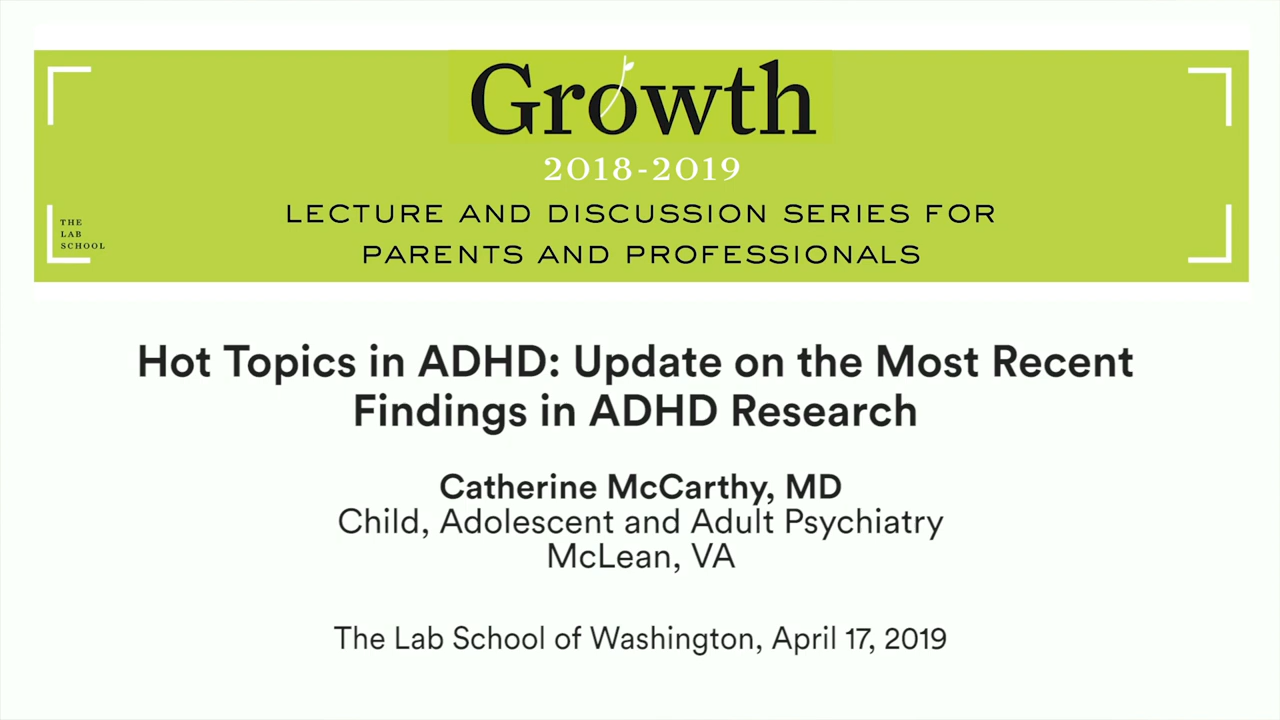 Growth
2018-2019
LECTURE AND DISCUSSION SERIES FOR
PARENTS AND PROFESSIONALS
THE
LAB
SCHOOL
Hot Topics in ADHD: Update on the Most Recent
Findings in ADHD Research
Catherine McCarthy, MD
Child, Adolescent and Adult Psychiatry
McLean, VA
The Lab School of Washington, April 17, 2019